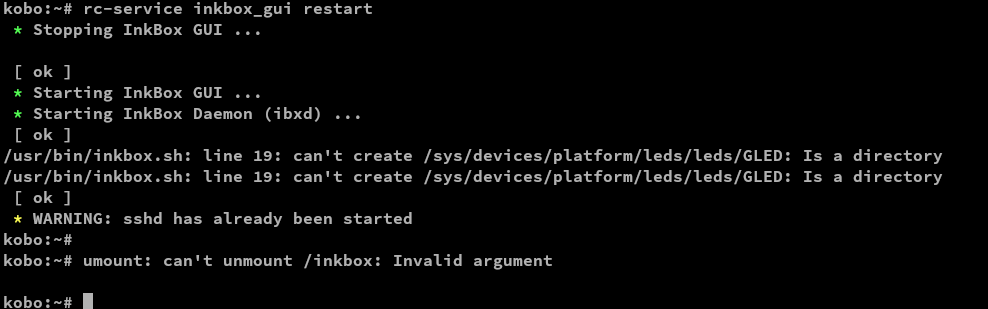 kobo:~# rc-service inkbox_gui restart
 * Stopping InkBox GUI ...

 [ ok ]
 * Starting InkBox GUI ...
 * Starting InkBox Daemon (ibxd) ...
 [ ok ]
/usr/bin/inkbox.sh: line 19: can't create /sys/devices/platform/leds/leds/GLED: Is a directory
/usr/bin/inkbox.sh: line 19: can't create /sys/devices/platform/leds/leds/GLED: Is a directory
 [ ok ]
 * WARNING: sshd has already been started
kobo:~#
kobo:~# umount: can't unmount /inkbox: Invalid argument

kobo:~#